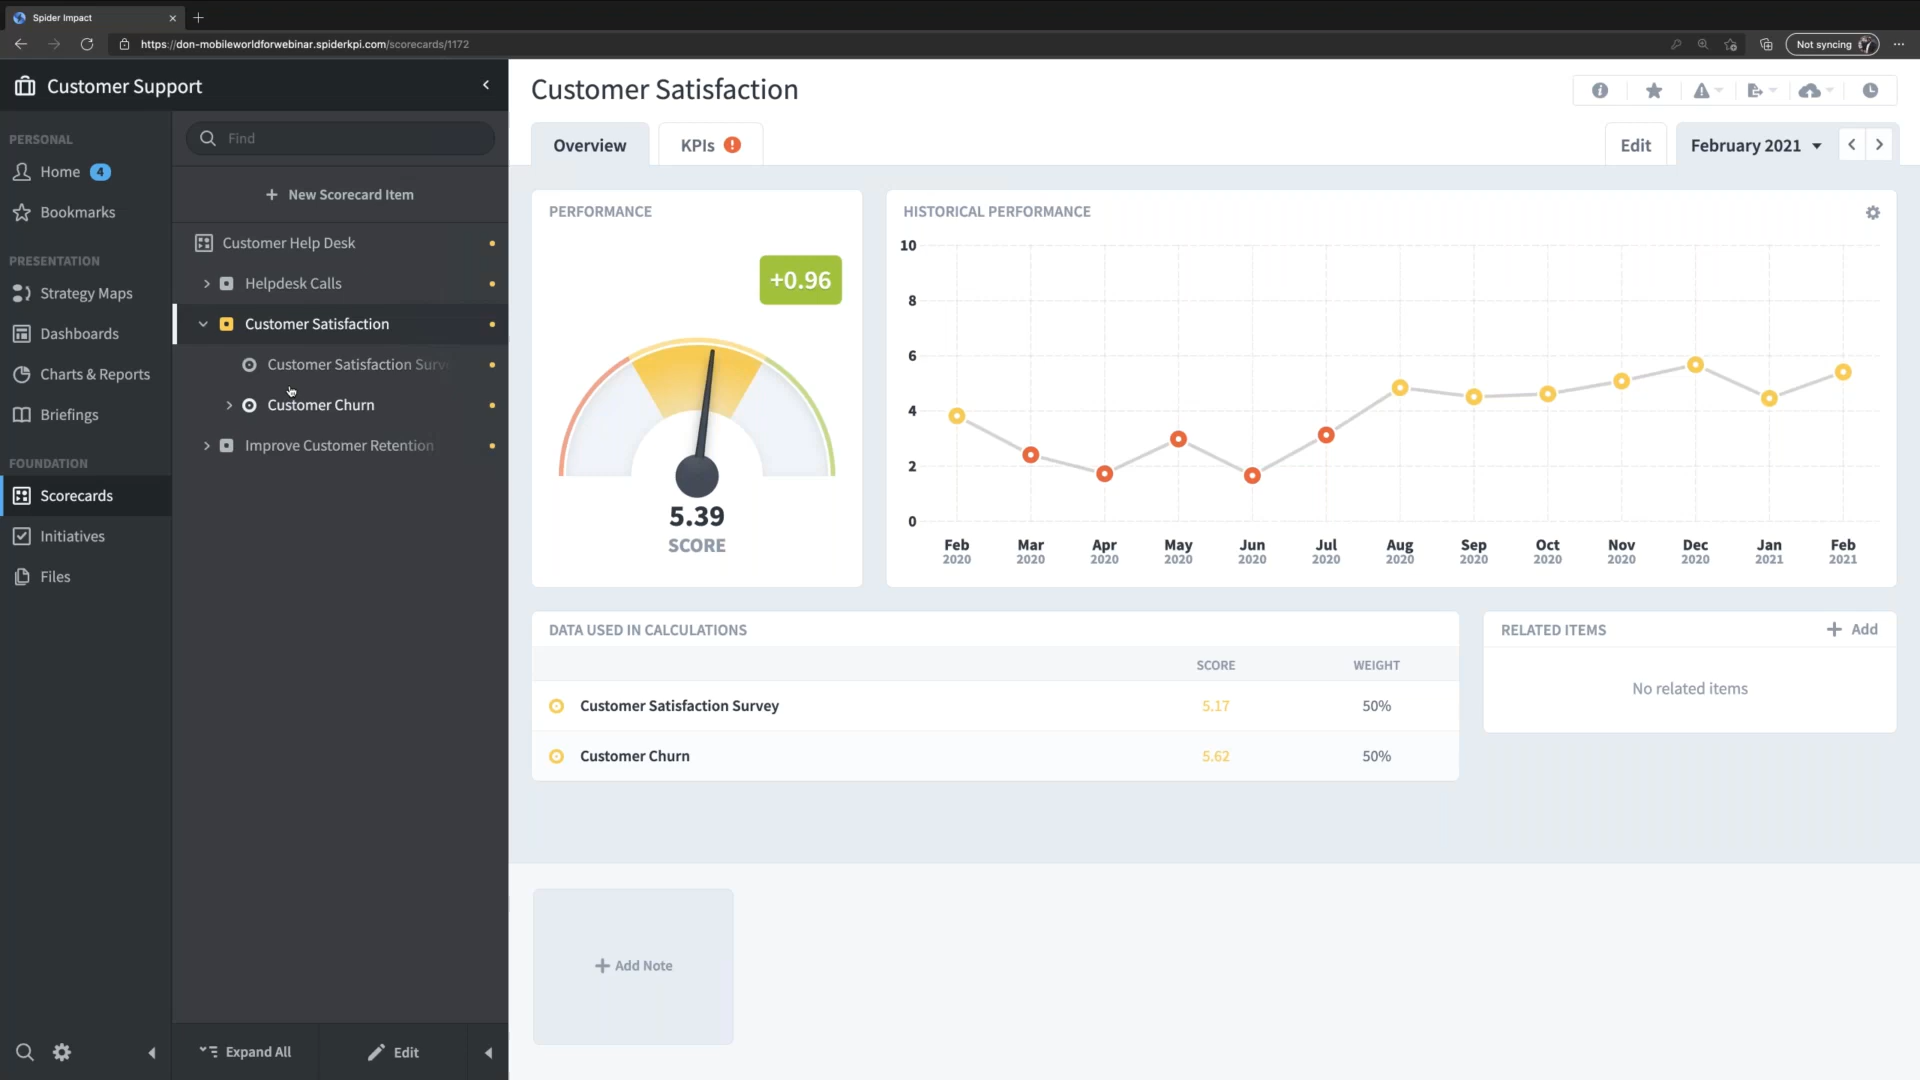 Spider Impact
https://don-mobileworldforwebinar.spiderkpi.com/scorecards/1172
Not syncing
Customer Support
PERSONAL
Home 4
Bookmarks
PRESENTATION
Strategy Maps
Dashboards
Charts & Reports
Briefings
FOUNDATION
Scorecards
Initiatives
Files
Find
+ New Scorecard Item
Customer Help Desk
Helpdesk Calls
Customer Satisfaction
Customer Satisfaction Surve
Customer Churn
Improve Customer Retention
Expand All
Edit
Customer Satisfaction
Overview
KPIs
Edit
February 2021
PERFORMANCE
+0.96
5.39
SCORE
HISTORICAL PERFORMANCE
10
8
6
4
2
0
Feb Mar Apr May Jun Jul Aug Sep Oct Nov Dec Jan Feb
2020 2020 2020 2020 2020 2020 2020 2020 2020 2020 2020 2021 2021
DATA USED IN CALCULATIONS
SCORE WEIGHT
Customer Satisfaction Survey 5.17 50%
Customer Churn 5.62 50%
RELATED ITEMS
+ Add
No related items
+ Add Note